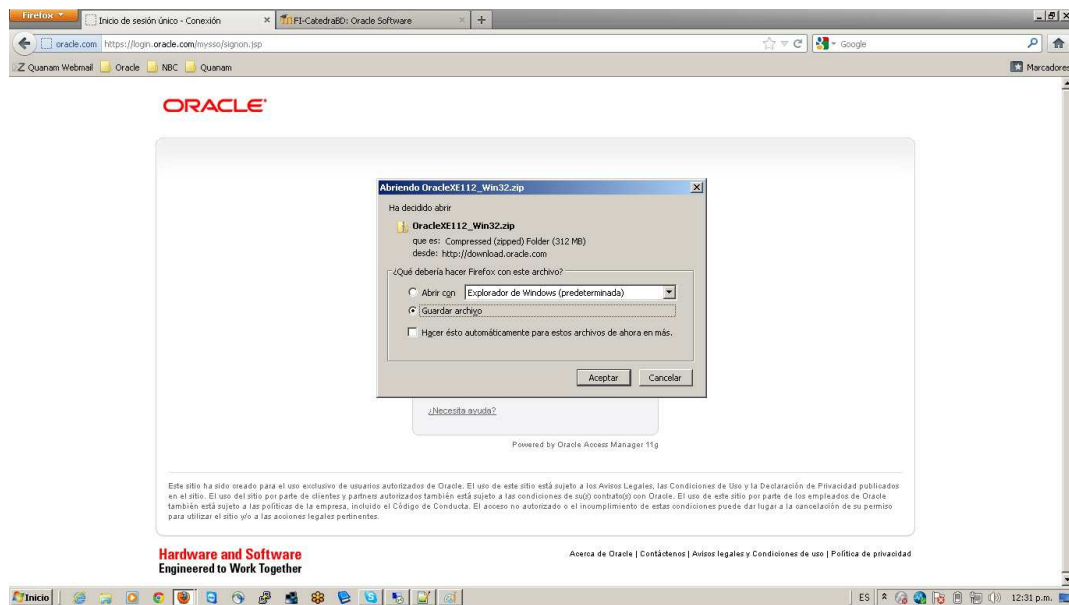 Firefox
Inicio de sesión único - Conexión
FI-CatedraBD: Oracle Software
oracle.com https://login.oracle.com/mysso/signon.jsp
Google
Quanam Webmail Oracle NBC Quanam
Marcadores
ORACLE
Abriendo OracleXE112_Win32.zip
Ha decidido abrir
OracleXE112_Win32.zip
que es: Compressed (zipped) Folder (312 MB)
desde: http://download.oracle.com
¿Qué debería hacer Firefox con este archivo?
Abrir con Explorador de Windows (predeterminada)
Guardar archivo
Hacer ésto automáticamente para estos archivos de ahora en más.
Aceptar Cancelar
¿Necesita ayuda?
Powered by Oracle Access Manager 11g
Este sitio ha sido creado para el uso exclusivo de usuarios autorizados de Oracle. El uso de este sitio está sujeto a los Avisos Legales, las Condiciones de Uso y la Declaración de Privacidad publicados
en el sitio. El uso del sitio por parte de clientes y partners autorizados también está sujeto a las condiciones de su(s) contrato(s) con Oracle. El uso de este sitio por parte de los empleados de Oracle
también está sujeto a las políticas de la empresa, incluido el Código de Conducta. El acceso no autorizado o el incumplimiento de estas condiciones puede dar lugar a la cancelación de su permiso
para utilizar el sitio y/o a las acciones legales pertinentes.
Hardware and Software
Engineered to Work Together
Acerca de Oracle | Contáctenos | Avisos legales y Condiciones de uso | Política de privacidad
Inicio
ES
12:31 p.m.